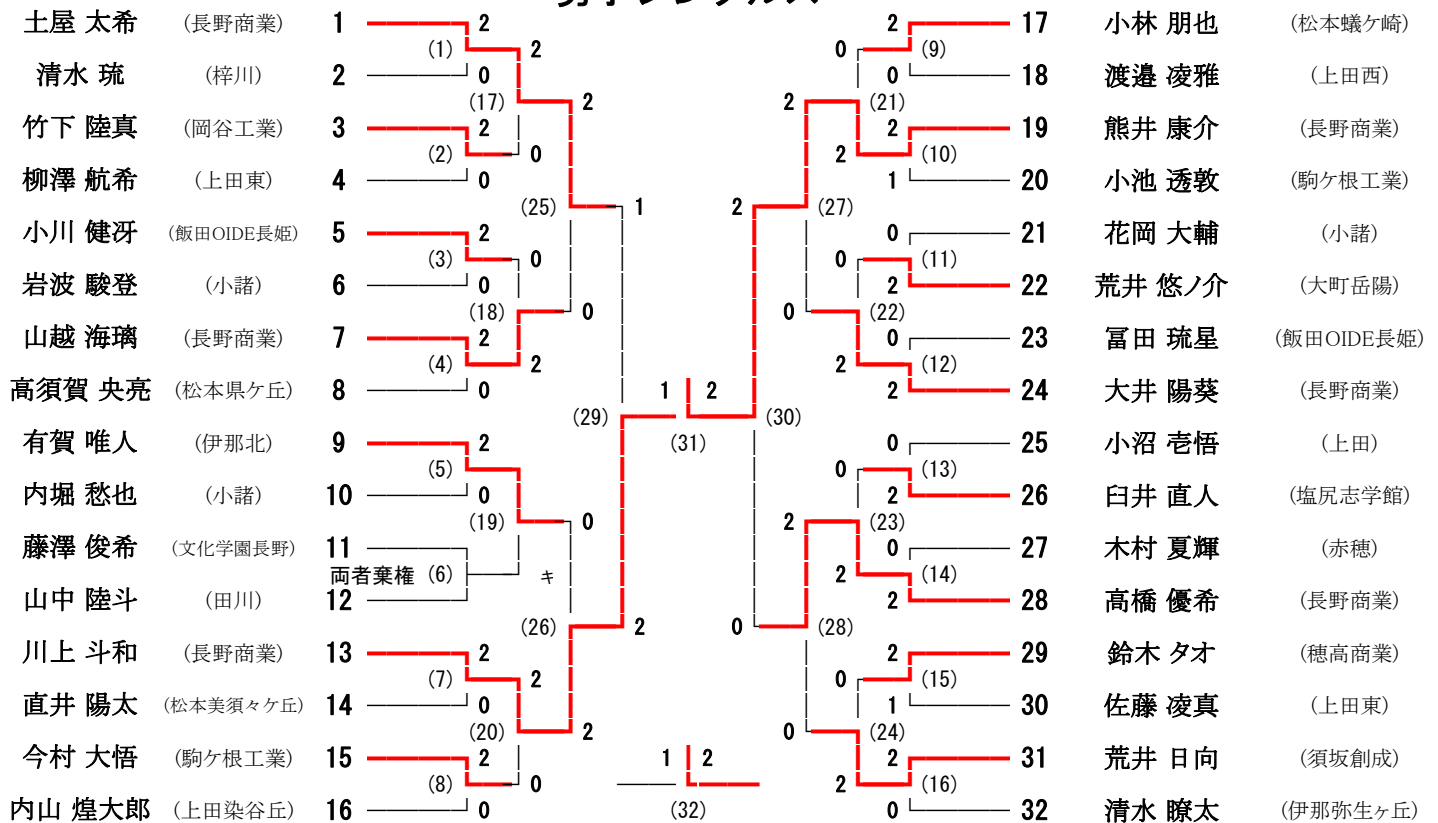 土屋 太希 (長野商業) 1 2 2 17 小林 朋也 (松本蟻ケ崎)
(1) 2 0 (9)
清水 琉 (梓川) 2 0 0 18 渡邉 凌雅 (上田西)
(17) 2 2 (21)
竹下 陸真 (岡谷工業) 3 2 2 19 熊井 康介 (長野商業)
(2) 0 2 (10)
柳澤 航希 (上田東) 4 0 1 20 小池 透敦 (駒ケ根工業)
(25) 1 2 (27)
小川 健冴 (飯田OIDE長姫) 5 2 0 21 花岡 大輔 (小諸)
(3) 0 0 (11)
岩波 駿登 (小諸) 6 0 2 22 荒井 悠ノ介 (大町岳陽)
(18) 0 0 (22)
山越 海璃 (長野商業) 7 2 0 23 冨田 琉星 (飯田OIDE長姫)
(4) 2 2 (12)
高須賀 央亮 (松本県ケ丘) 8 0 1 2 2 24 大井 陽葵 (長野商業)
(29) (30)
有賀 唯人 (伊那北) 9 2 (31) 0 25 小沼 壱悟 (上田)
(5) 0 (13)
内堀 愁也 (小諸) 10 0 2 26 臼井 直人 (塩尻志学館)
(19) 0 2 (23)
藤澤 俊希 (文化学園長野) 11 0 27 木村 夏輝 (赤穂)
両者棄権 (6) キ 2 (14)
山中 陸斗 (田川) 12 2 28 高橋 優希 (長野商業)
(26) 2 0 (28)
川上 斗和 (長野商業) 13 2 2 29 鈴木 タオ (穂高商業)
(7) 2 0 (15)
直井 陽太 (松本美須々ケ丘) 14 0 1 30 佐藤 凌真 (上田東)
(20) 2 0 (24)
今村 大悟 (駒ケ根工業) 15 2 1 2 2 31 荒井 日向 (須坂創成)
(8) 0 2 (16)
内山 煌大郎 (上田染谷丘) 16 0 (32) 0 32 清水 瞭太 (伊那弥生ヶ丘)